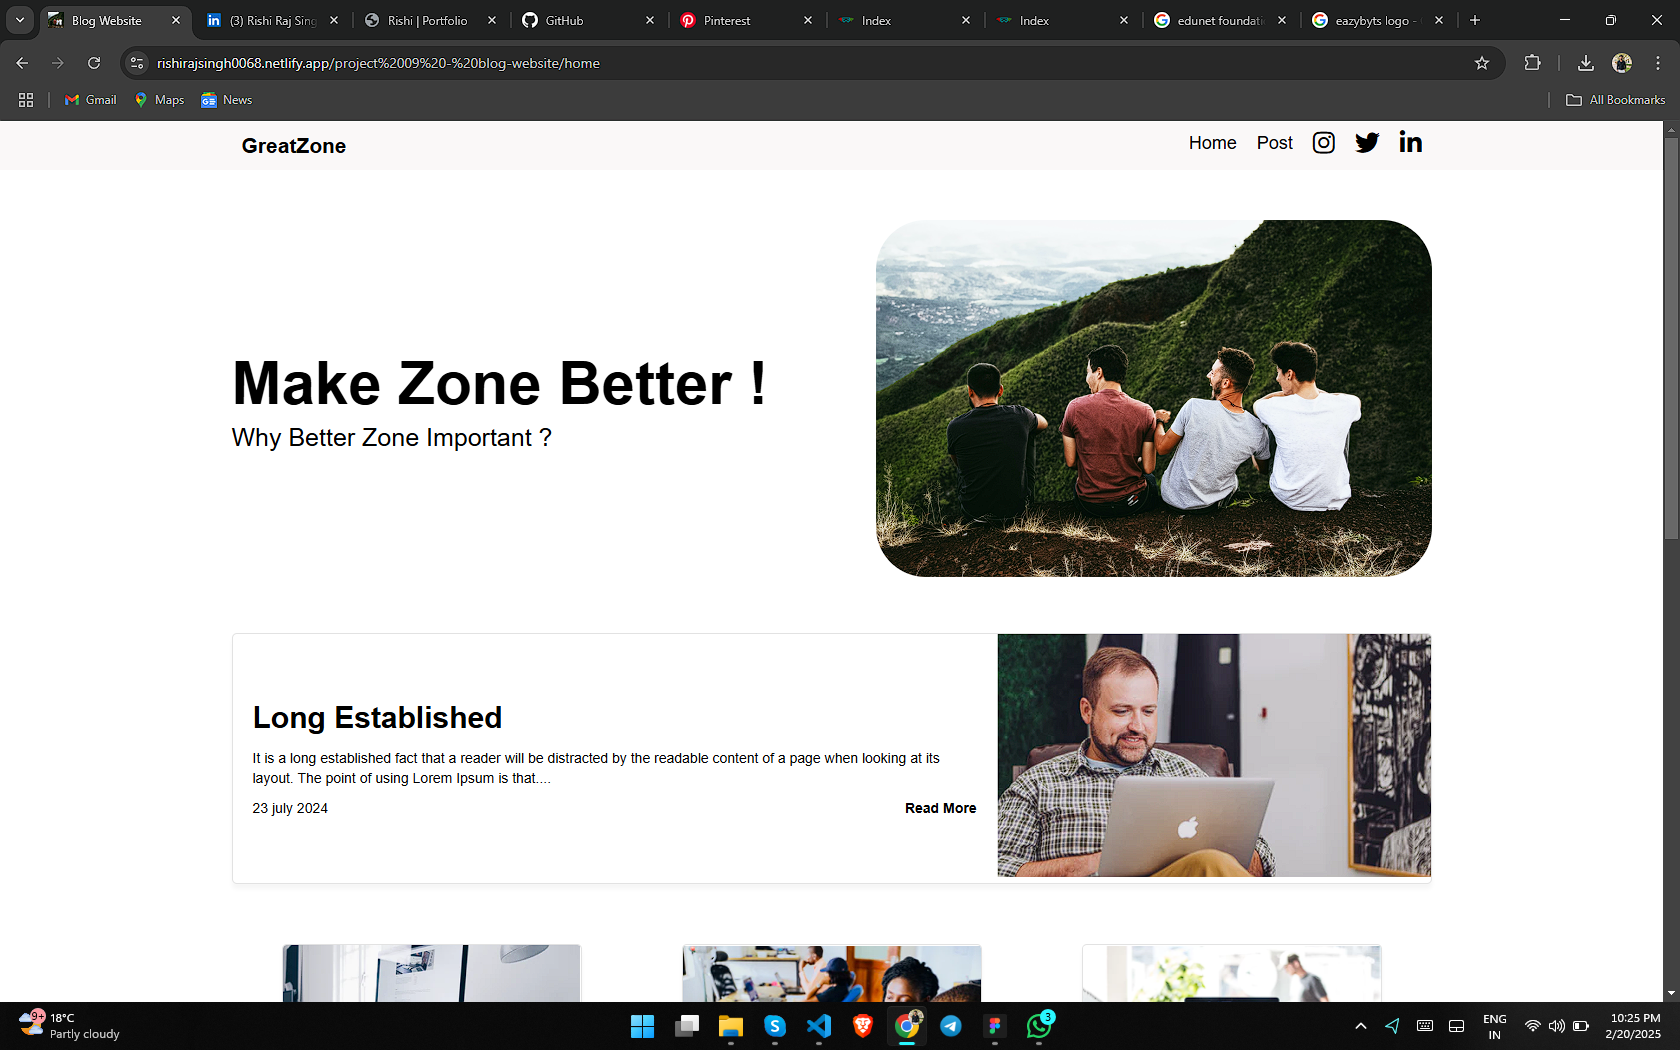 Blog Website
(3) Rishi Raj Sing
Rishi | Portfolio
GitHub
Pinterest
Index
Index
edunet foundati
eazybyts logo -
rishirajsingh0068.netlify.app/project%2009%20-%20blog-website/home
Gmail
Maps
News
All Bookmarks
GreatZone
Home
Post
Make Zone Better !
Why Better Zone Important ?
Long Established
It is a long established fact that a reader will be distracted by the readable content of a page when looking at its
layout. The point of using Lorem Ipsum is that....
23 july 2024
Read More
9+
18°C
Partly cloudy
3
ENG
IN
10:25 PM
2/20/2025